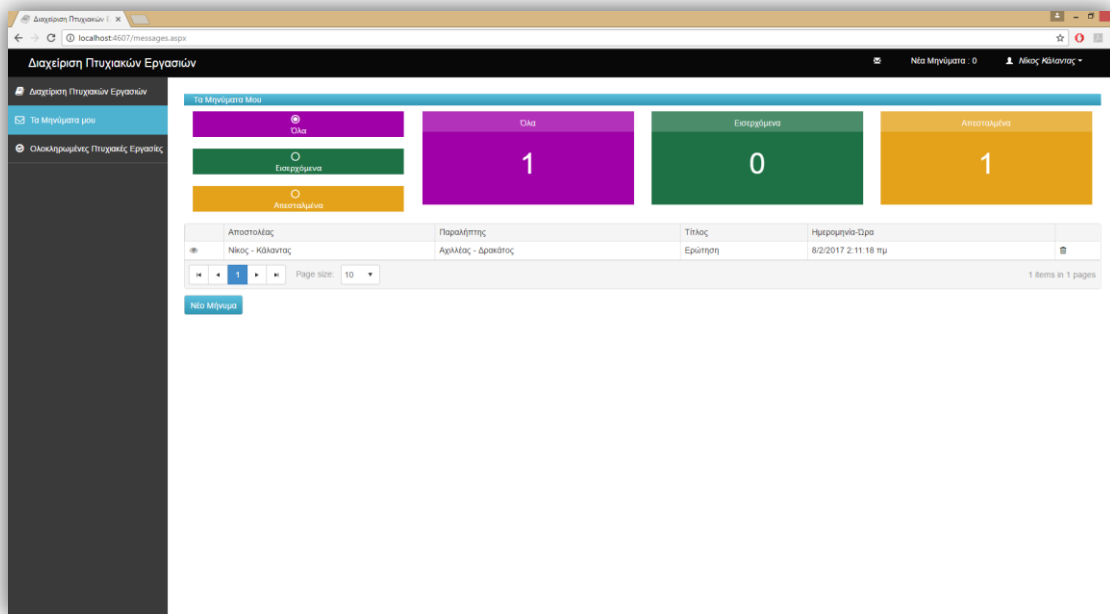 Διαχείριση Πτυχιακών Ε
localhost:4607/messages.aspx
Διαχείριση Πτυχιακών Εργασιών
Νέα Μηνύματα : 0
Νίκος Κάλαντας
Διαχείριση Πτυχιακών Εργασιών
Τα Μηνύματα μου
Ολοκληρωμένες Πτυχιακές Εργασίες
Τα Μηνύματα Μου
Όλα
Εισερχόμενα
Απεσταλμένα
Όλα
1
Εισερχόμενα
0
Απεσταλμένα
1
Αποστολέας Παραλήπτης Τίτλος Ημερομηνία-Ώρα
Νίκος - Κάλαντας Αχιλλέας - Δρακάτος Ερώτηση 8/2/2017 2:11:18 πμ
1 Page size: 10 1 items in 1 pages
Νέο Μήνυμα